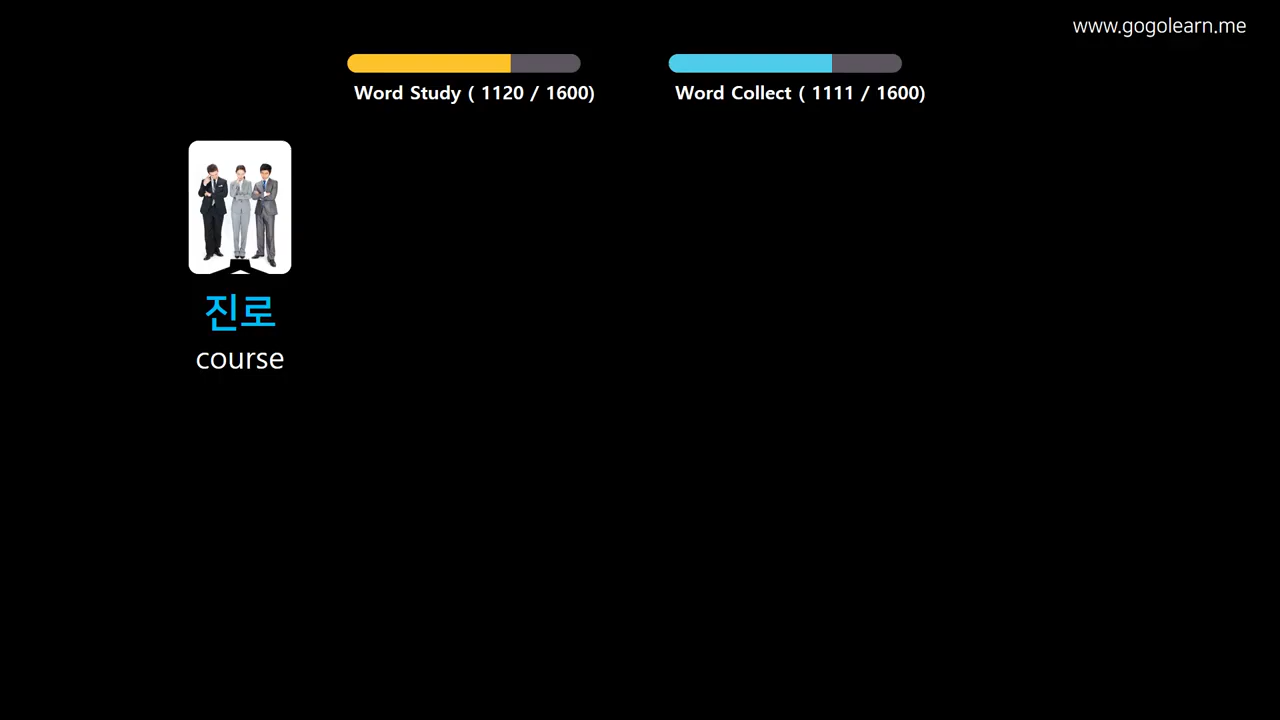 www.gogolearn.me
Word Study ( 1120 / 1600)
Word Collect ( 1111 / 1600)
진로
course